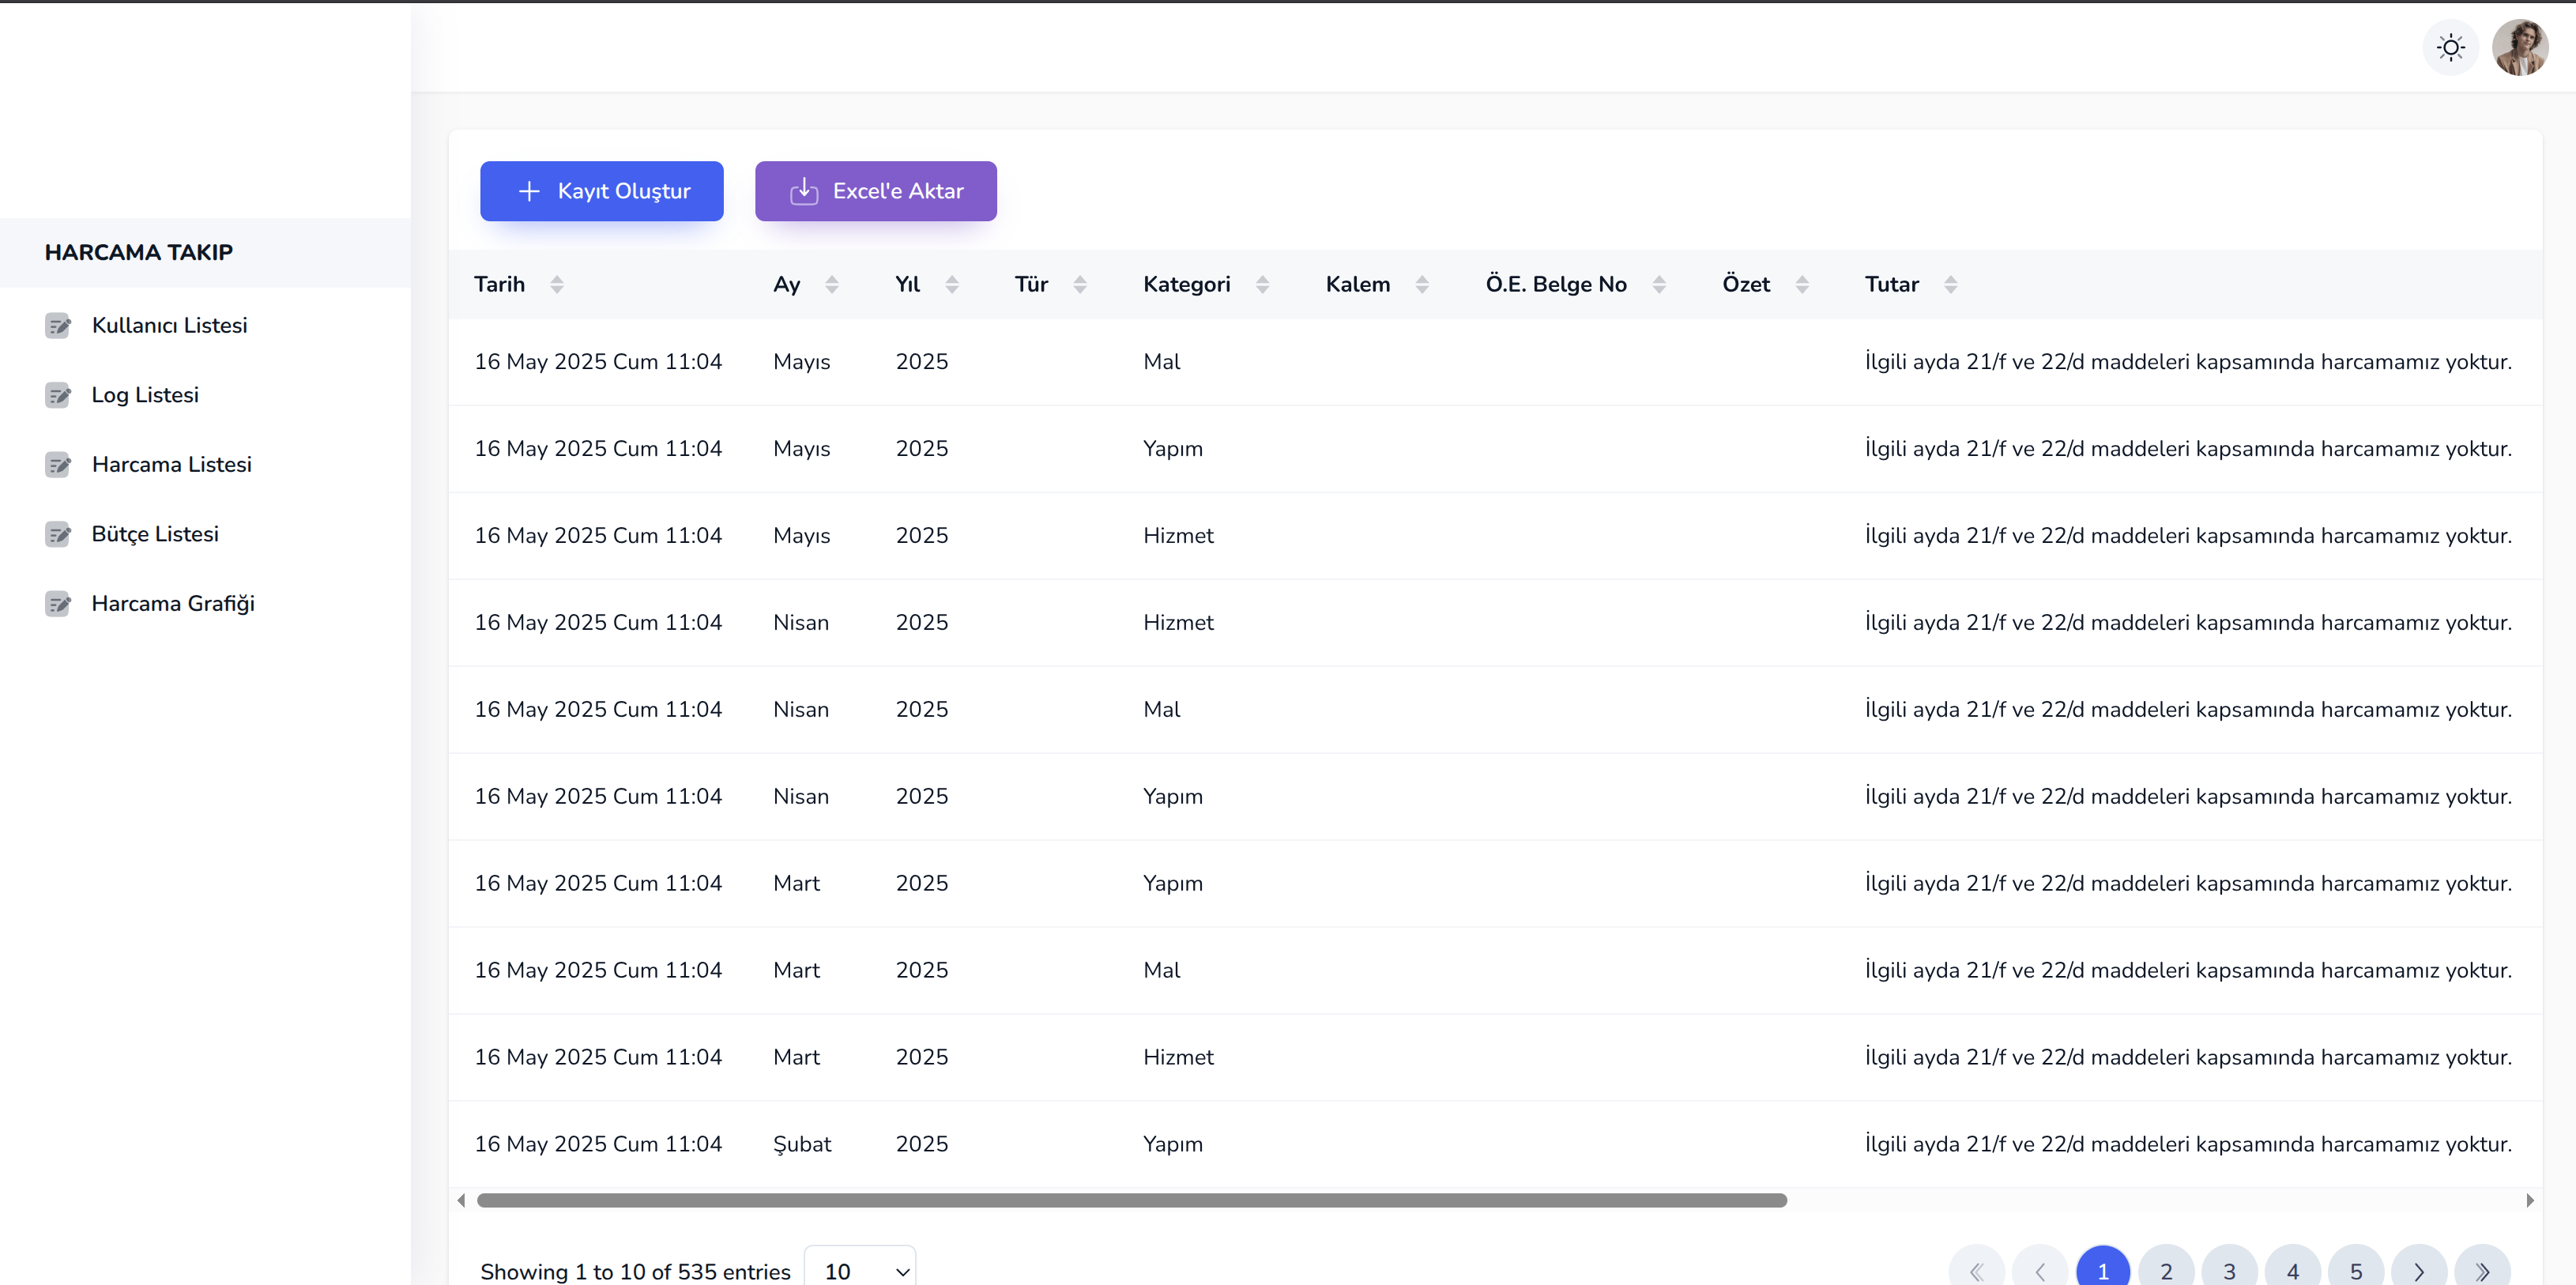 Kayıt Oluştur Excel'e Aktar
HARCAMA TAKIP
Kullanıcı Listesi
Log Listesi
Harcama Listesi
Bütçe Listesi
Harcama Grafiği
Tarih Ay Yıl Tür Kategori Kalem Ö.E. Belge No Özet Tutar
16 May 2025 Cum 11:04 Mayıs 2025 Mal İlgili ayda 21/f ve 22/d maddeleri kapsamında harcamamız yoktur.
16 May 2025 Cum 11:04 Mayıs 2025 Yapım İlgili ayda 21/f ve 22/d maddeleri kapsamında harcamamız yoktur.
16 May 2025 Cum 11:04 Mayıs 2025 Hizmet İlgili ayda 21/f ve 22/d maddeleri kapsamında harcamamız yoktur.
16 May 2025 Cum 11:04 Nisan 2025 Hizmet İlgili ayda 21/f ve 22/d maddeleri kapsamında harcamamız yoktur.
16 May 2025 Cum 11:04 Nisan 2025 Mal İlgili ayda 21/f ve 22/d maddeleri kapsamında harcamamız yoktur.
16 May 2025 Cum 11:04 Nisan 2025 Yapım İlgili ayda 21/f ve 22/d maddeleri kapsamında harcamamız yoktur.
16 May 2025 Cum 11:04 Mart 2025 Yapım İlgili ayda 21/f ve 22/d maddeleri kapsamında harcamamız yoktur.
16 May 2025 Cum 11:04 Mart 2025 Mal İlgili ayda 21/f ve 22/d maddeleri kapsamında harcamamız yoktur.
16 May 2025 Cum 11:04 Mart 2025 Hizmet İlgili ayda 21/f ve 22/d maddeleri kapsamında harcamamız yoktur.
16 May 2025 Cum 11:04 Şubat 2025 Yapım İlgili ayda 21/f ve 22/d maddeleri kapsamında harcamamız yoktur.
Showing 1 to 10 of 535 entries 10 1 2 3 4 5